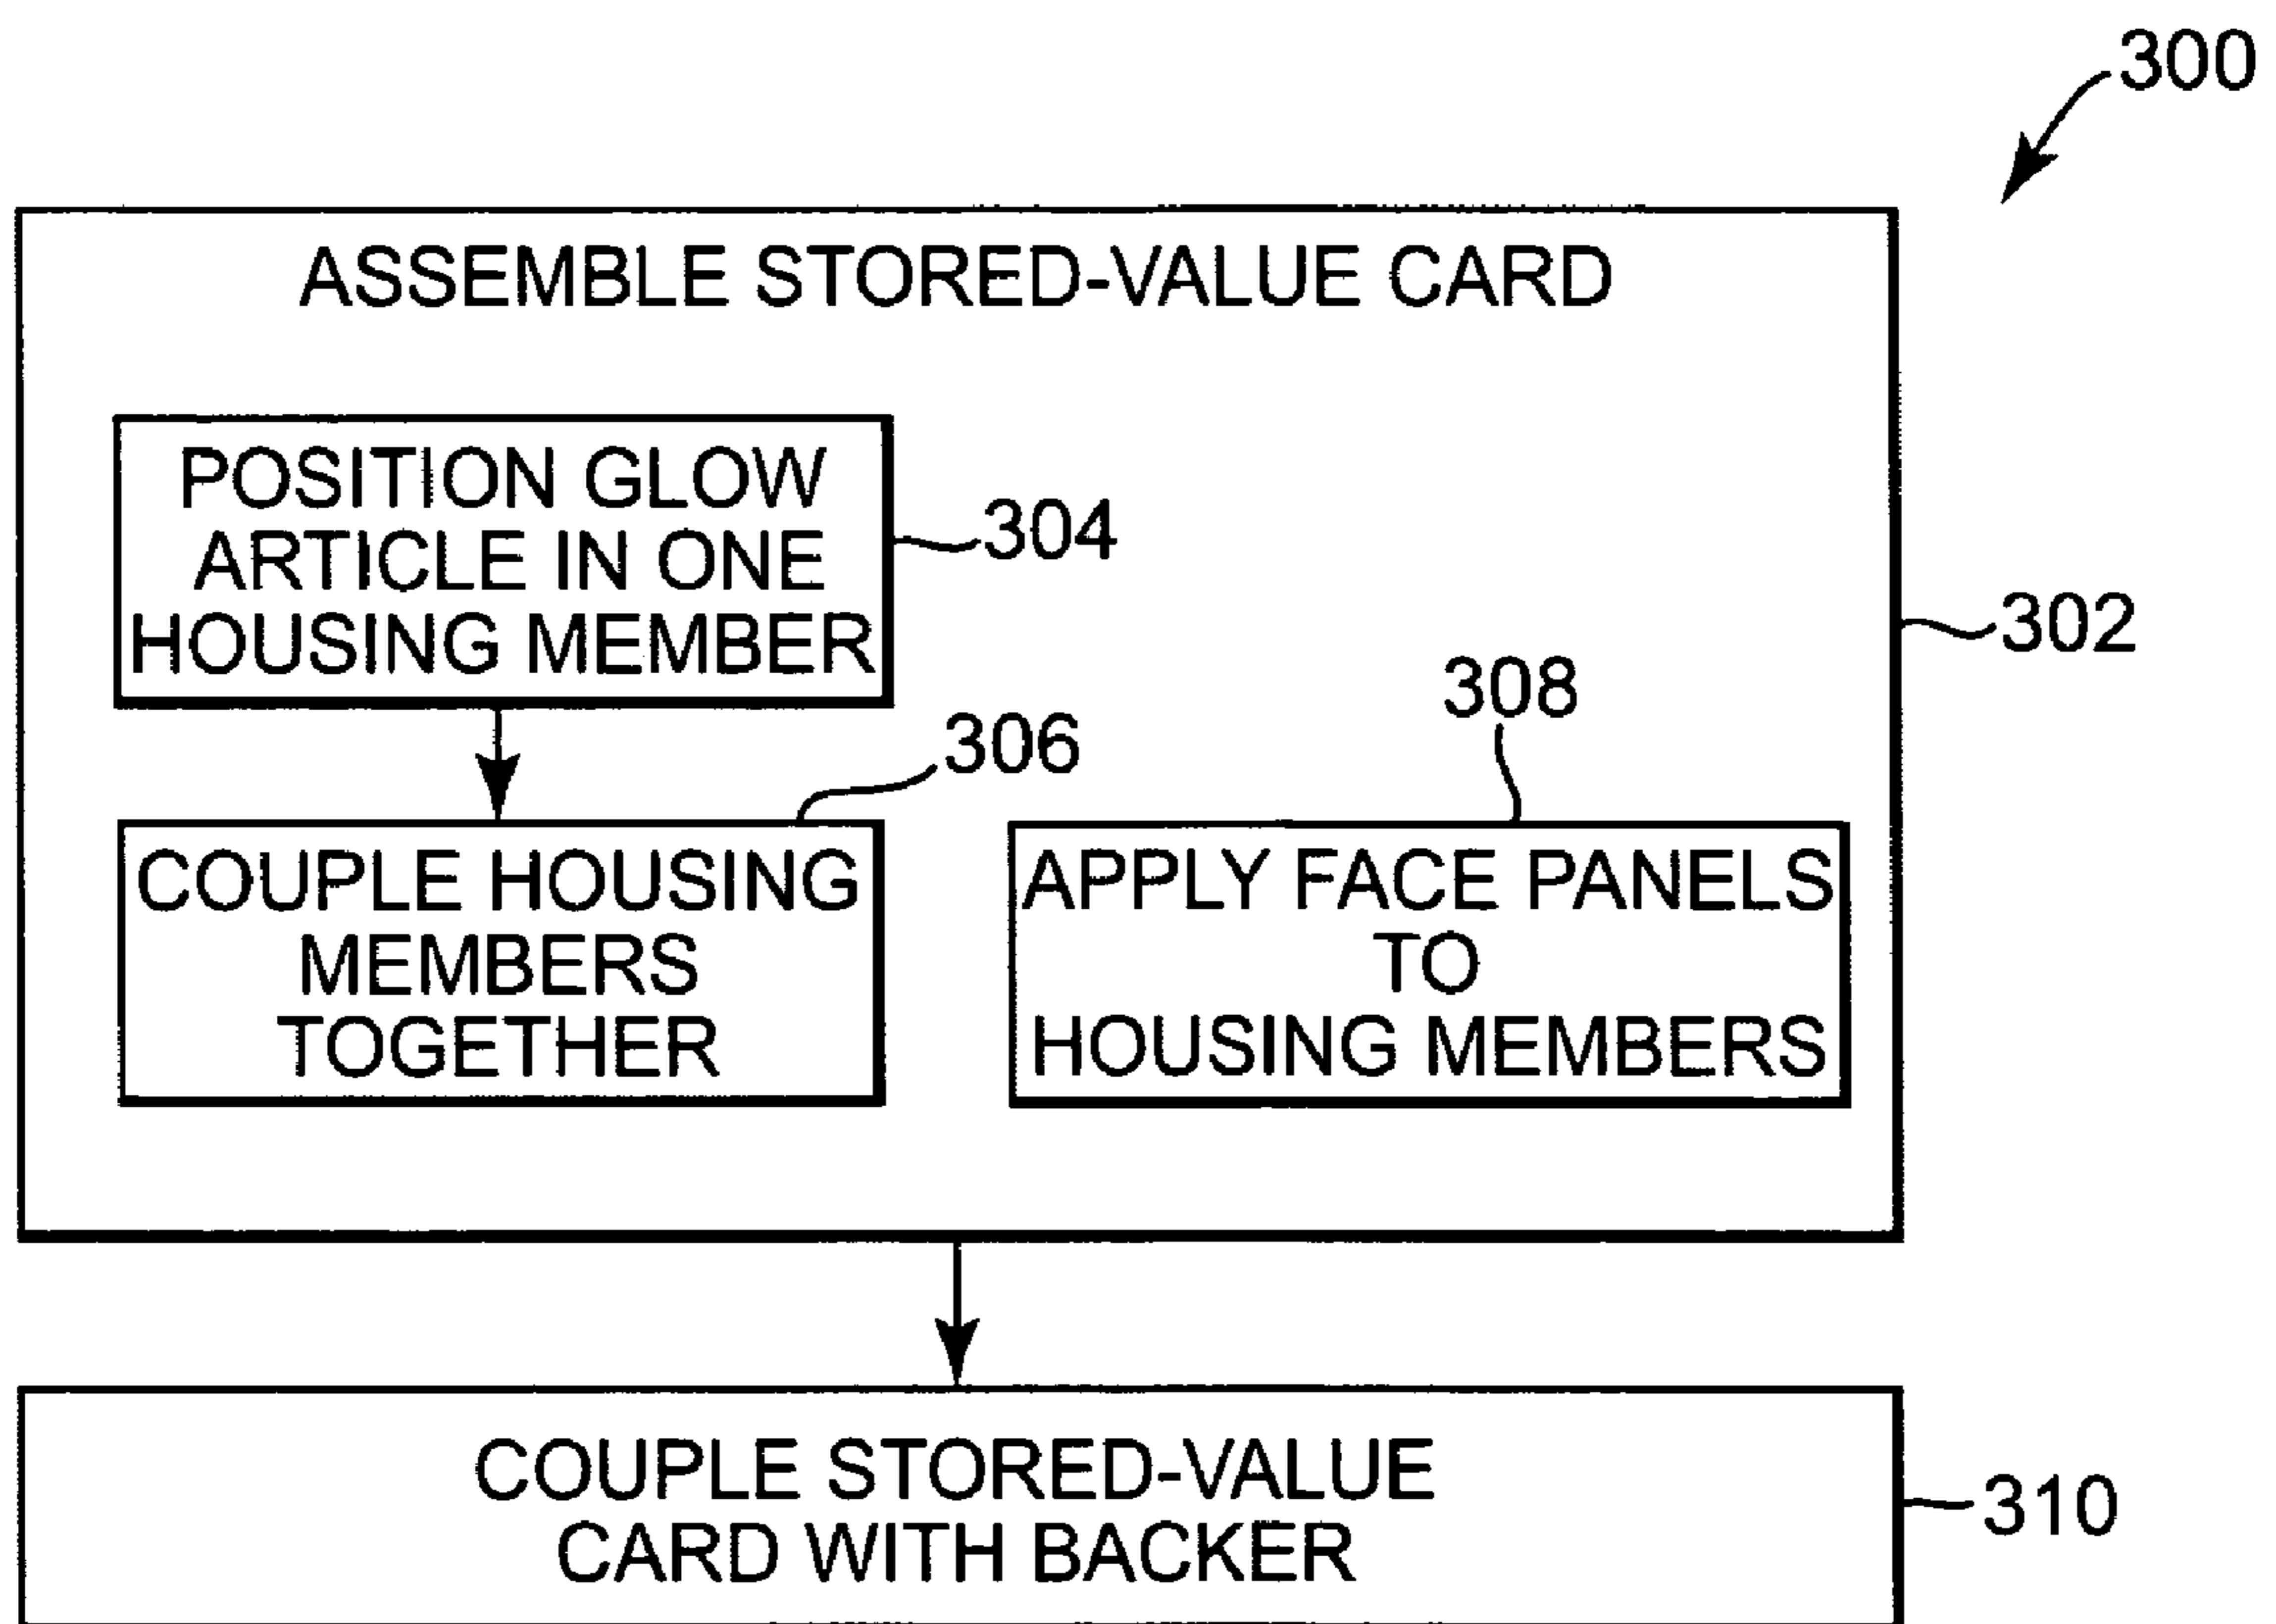 300
ASSEMBLE STORED-VALUE CARD
POSITION GLOW
ARTICLE IN ONE
HOUSING MEMBER
304
302
306
308
COUPLE HOUSING
MEMBERS
TOGETHER
APPLY FACE PANELS
TO
HOUSING MEMBERS
COUPLE STORED-VALUE
CARD WITH BACKER
310